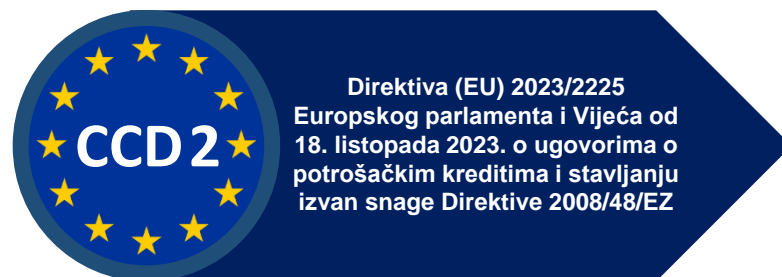 CCD 2
Direktiva (EU) 2023/2225
Europskog parlamenta i Vijeća od
18. listopada 2023. o ugovorima o
potrošačkim kreditima i stavljanju
izvan snage Direktive 2008/48/EZ